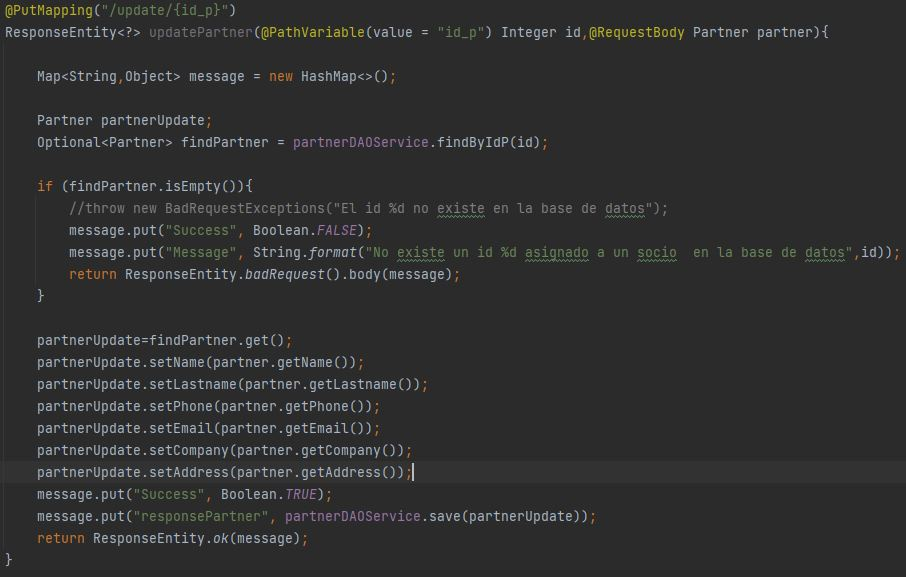 @PutMapping("/update/{id_p}")
ResponseEntity<?> updatePartner(@PathVariable(value = "id_p") Integer id,@RequestBody Partner partner){
Map<String,Object> message = new HashMap<>();
Partner partnerUpdate;
Optional<Partner> findPartner = partnerDAOService.findByIdP(id);
if (findPartner.isEmpty()){
//throw new BadRequestExceptions("El id %d no existe en la base de datos");
message.put("Success", Boolean.FALSE);
message.put("Message", String.format("No existe un id %d asignado a un socio  en la base de datos",id));
return ResponseEntity.badRequest().body(message);
}
partnerUpdate=findPartner.get();
partnerUpdate.setName(partner.getName());
partnerUpdate.setLastname(partner.getLastname());
partnerUpdate.setPhone(partner.getPhone());
partnerUpdate.setEmail(partner.getEmail());
partnerUpdate.setCompany(partner.getCompany());
partnerUpdate.setAddress(partner.getAddress());
message.put("Success", Boolean.TRUE);
message.put("responsePartner", partnerDAOService.save(partnerUpdate));
return ResponseEntity.ok(message);
}